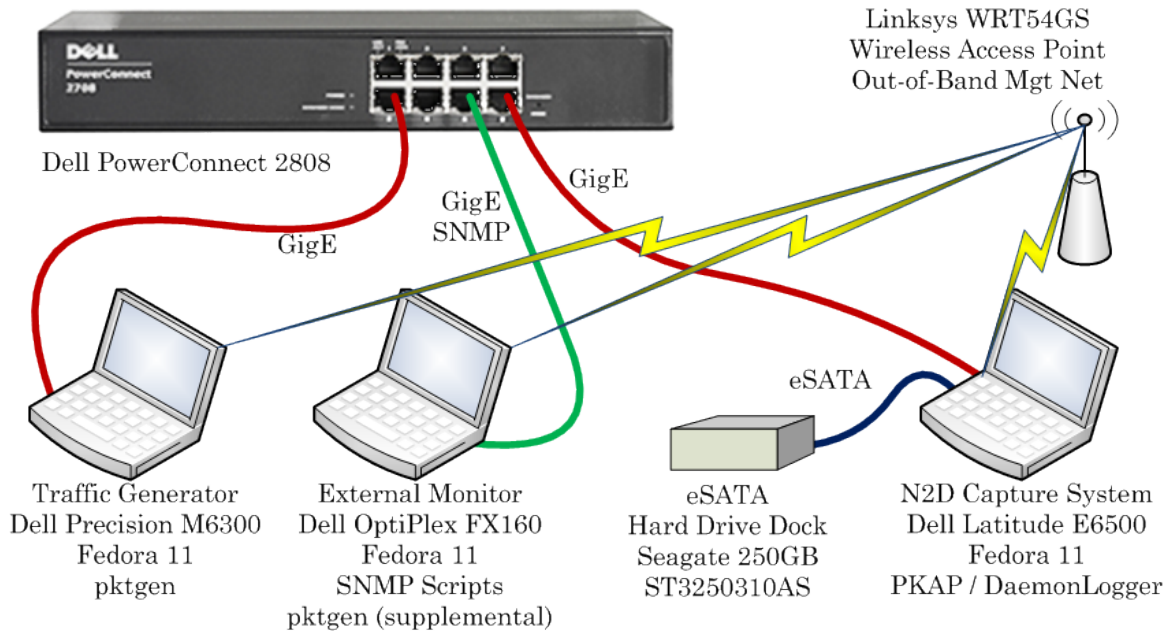 DELL
PowerConnect
2708
Dell PowerConnect 2808
Linksys WRT54GS
Wireless Access Point
Out-of-Band Mgt Net
GigE
GigE
SNMP
GigE
eSATA
Traffic Generator
Dell Precision M6300
Fedora 11
pktgen
External Monitor
Dell OptiPlex FX160
Fedora 11
SNMP Scripts
pktgen (supplemental)
eSATA
Hard Drive Dock
Seagate 250GB
ST3250310AS
N2D Capture System
Dell Latitude E6500
Fedora 11
PKAP / DaemonLogger